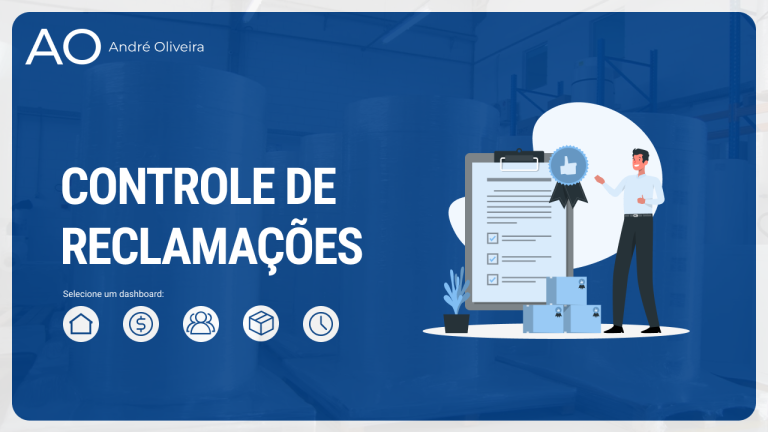 AO André Oliveira
CONTROLE DE
RECLAMAÇÕES
Selecione um dashboard: